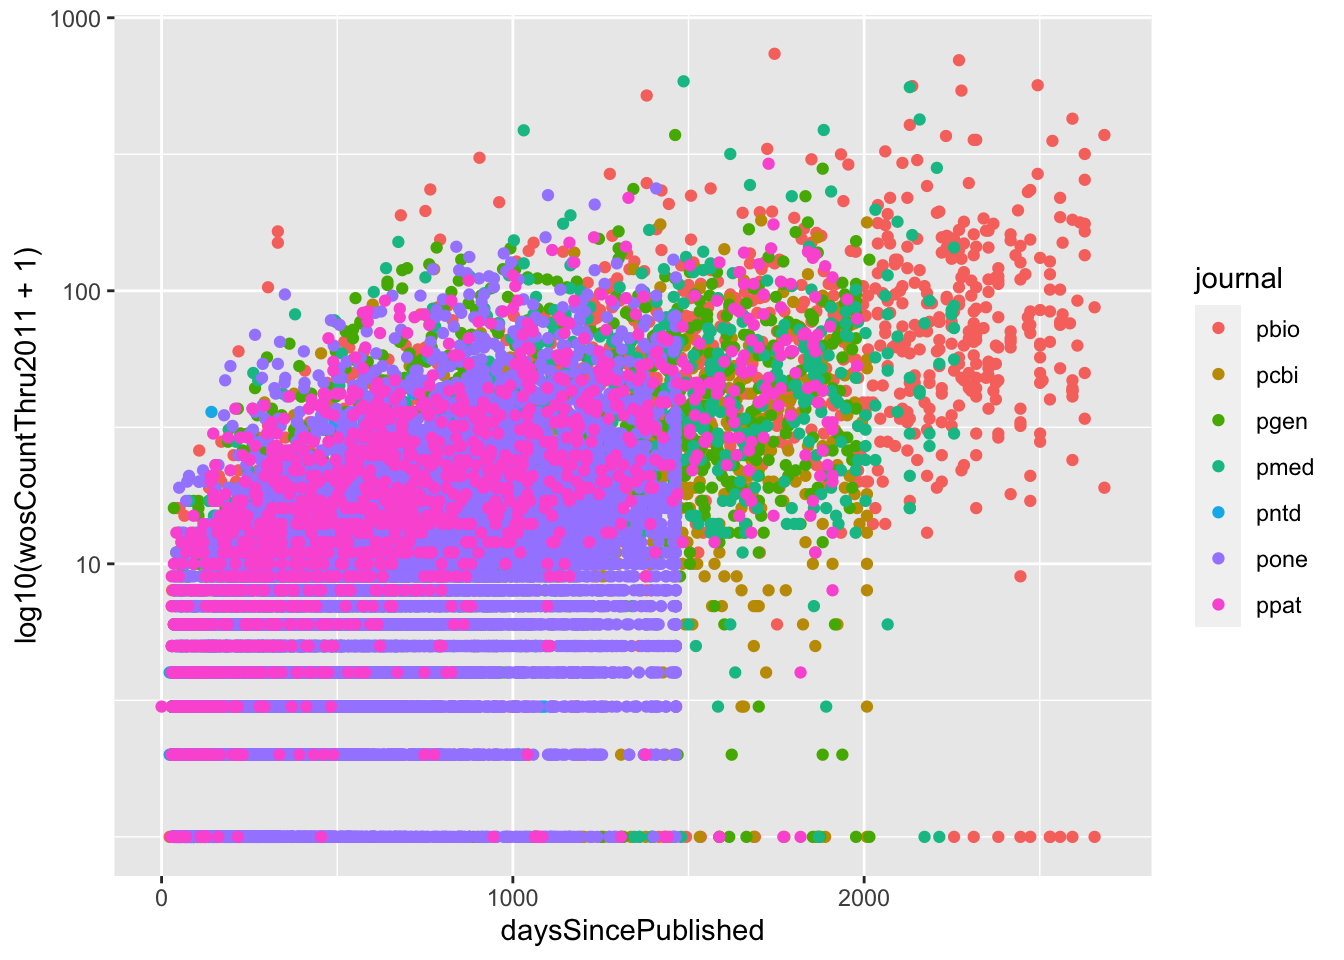 log10(wosCountThru2011 + 1)
1000
100
10
0
1000
2000
daysSincePublished
journal
pbio
pcbi
pgen
pmed
pntd
pone
ppat